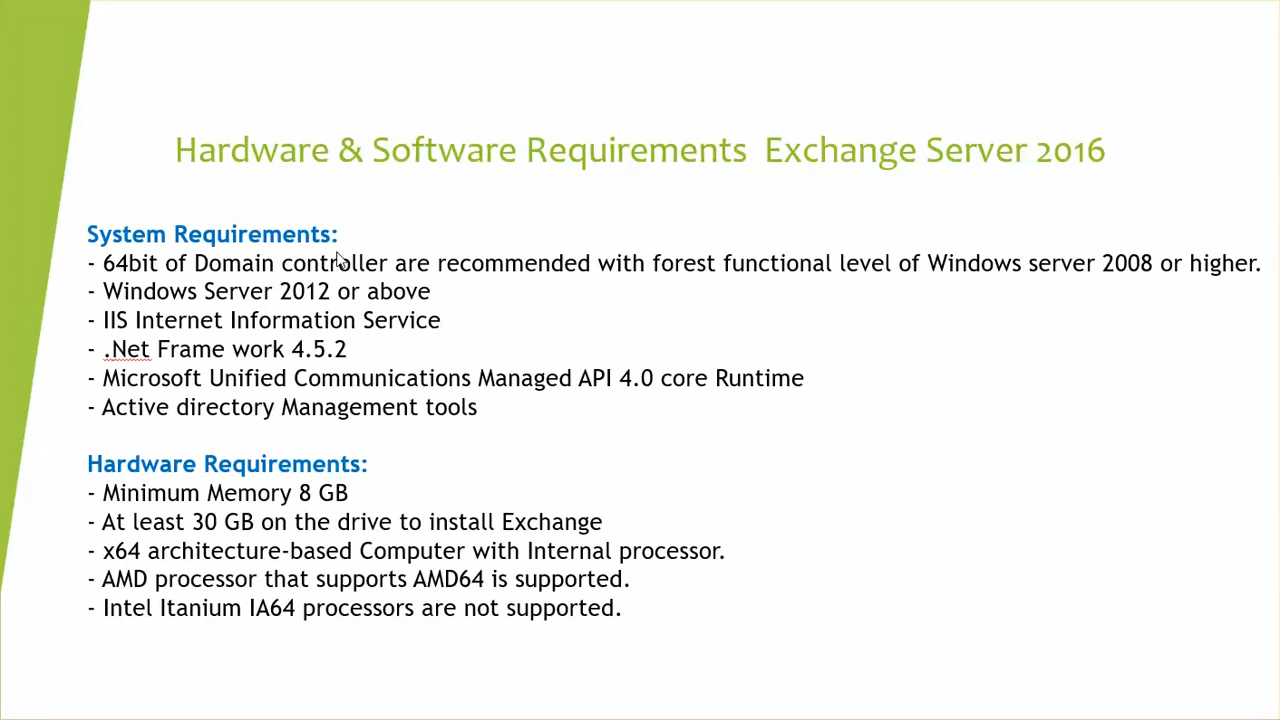 Hardware & Software Requirements Exchange Server 2016
System Requirements:
- 64bit of Domain controller are recommended with forest functional level of Windows server 2008 or higher.
- Windows Server 2012 or above
- IIS Internet Information Service
- .Net Frame work 4.5.2
- Microsoft Unified Communications Managed API 4.0 core Runtime
- Active directory Management tools
Hardware Requirements:
- Minimum Memory 8 GB
- At least 30 GB on the drive to install Exchange
- x64 architecture-based Computer with Internal processor.
- AMD processor that supports AMD64 is supported.
- Intel Itanium IA64 processors are not supported.